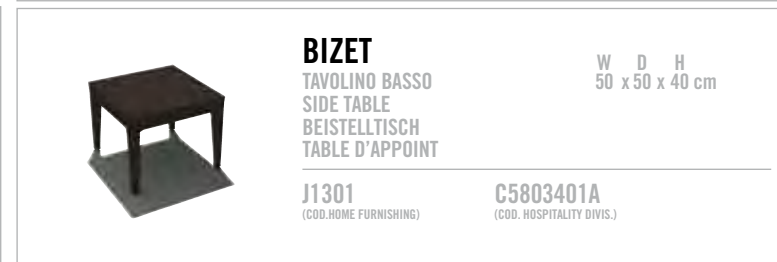 BIZET
TAVOLINO BASSO
SIDE TABLE
BEISTELLTISCH
TABLE D'APPOINT
W D H
50 x 50 x 40 cm
J1301
(COD.HOME FURNISHING)
C5803401A
(COD. HOSPITALITY DIVIS.)